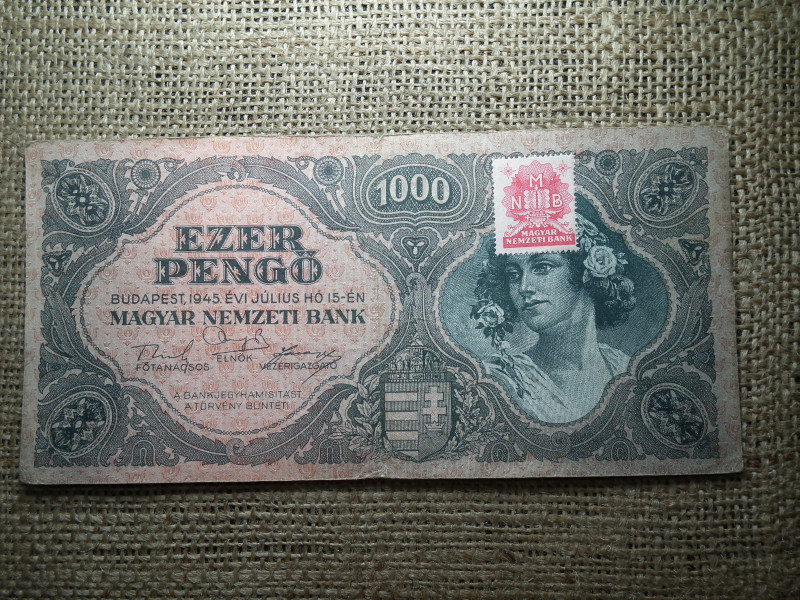 1000
M
N B
MAGYAR
NEMZETI BANK
EZER
PENGŐ
BUDAPEST, 1945. ÉVI JÚLIUS HÓ 15-ÉN
MAGYAR NEMZETI BANK
FŐTANÁCSOS
ELNÖK
VEZÉRIGAZGATÓ
A BANKJEGYHAMISÍTÁST
A TÖRVÉNY BÜNTETI